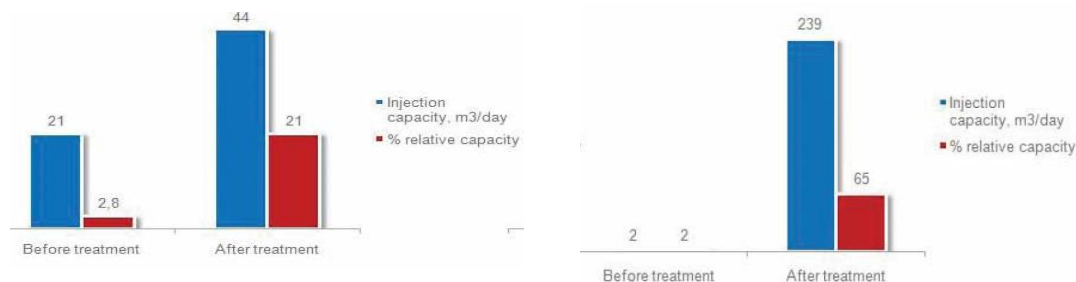 44
21
21
2,8
Injection
capacity, m3/day
% relative capacity
Before treatment
After treatment
239
65
2
2
Injection
capacity, m3/day
% relative capacity
Before treatment
After treatment